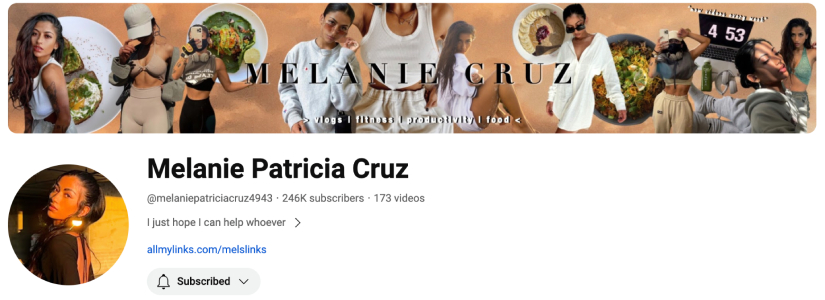 MELANIE CRUZ
4 53
> vlogs | fitness | productivity | food <
Melanie Patricia Cruz
@melaniepatriciacruz4943 · 246K subscribers · 173 videos
I just hope I can help whoever >
allmylinks.com/melslinks
Subscribed